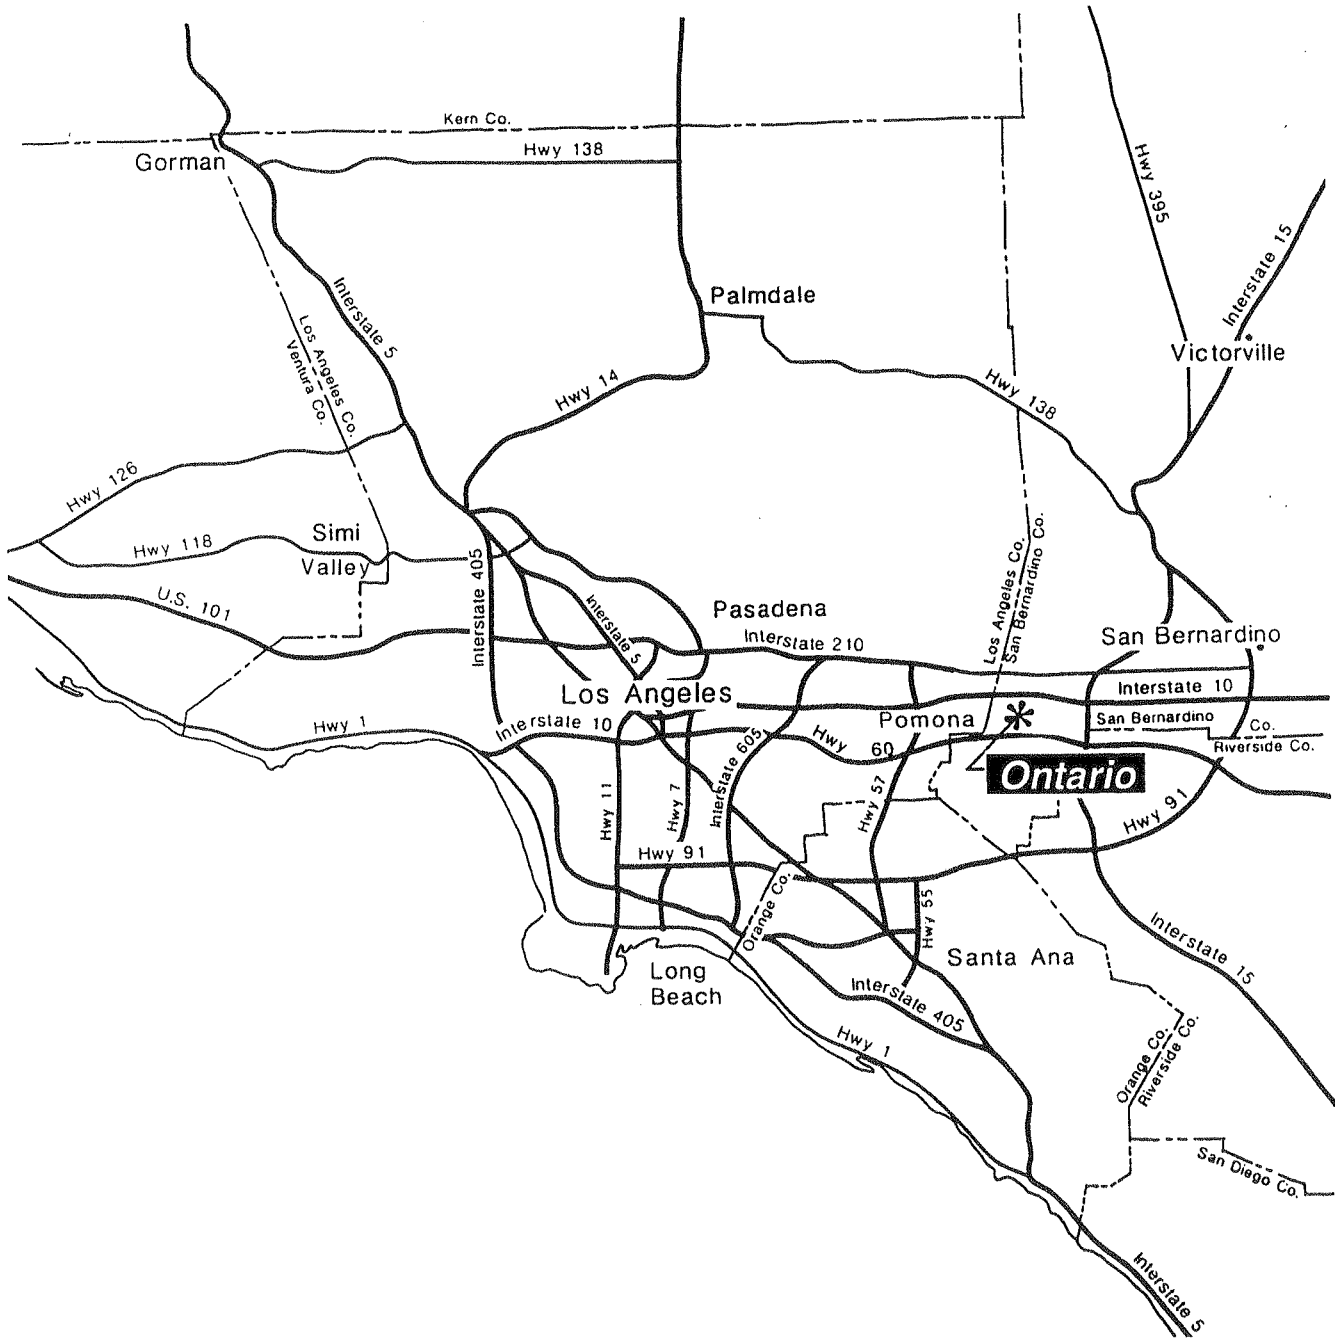 Kern Co.
Gorman
Hwy 138
Hwy 395
Interstate 15
Palmdale
Interstate 5
Los Angeles Co.
Ventura Co.
Victorville
Hwy 14
Hwy 138
Hwy 126
Simi
Valley
Hwy 118
Interstate 405
Los Angeles Co.
San Bernardino Co.
U.S. 101
Interstate 5
Pasadena
Interstate 210
San Bernardino
Los Angeles
Interstate 10
Hwy 1
Interstate 10
Pomona
San Bernardino Co.
Riverside Co.
Hwy 60
Interstate 605
Ontario
Hwy 11
Hwy 7
Hwy 57
Hwy 91
Hwy 91
Orange Co.
Hwy 55
Interstate 15
Santa Ana
Long
Beach
Interstate 405
Hwy 1
Orange Co.
Riverside Co.
San Diego Co.
Interstate 5